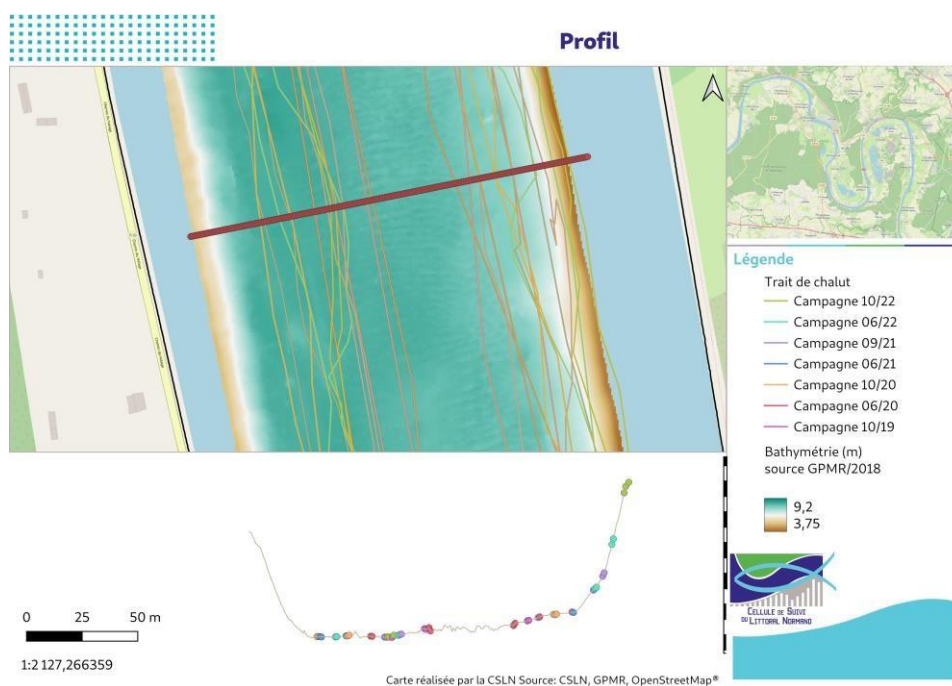 Profil
Légende
Trait de chalut
Campagne 10/22
Campagne 06/22
Campagne 09/21
Campagne 06/21
Campagne 10/20
Campagne 06/20
Campagne 10/19
Bathymétrie (m)
source GPMR/2018
9,2
3,75
CELLULE DE SUIVI
DU LITTORAL NORMAND
0 25 50 m
1:2 127,266359
Carte réalisée par la CSLN Source: CSLN, GPMR, OpenStreetMap®